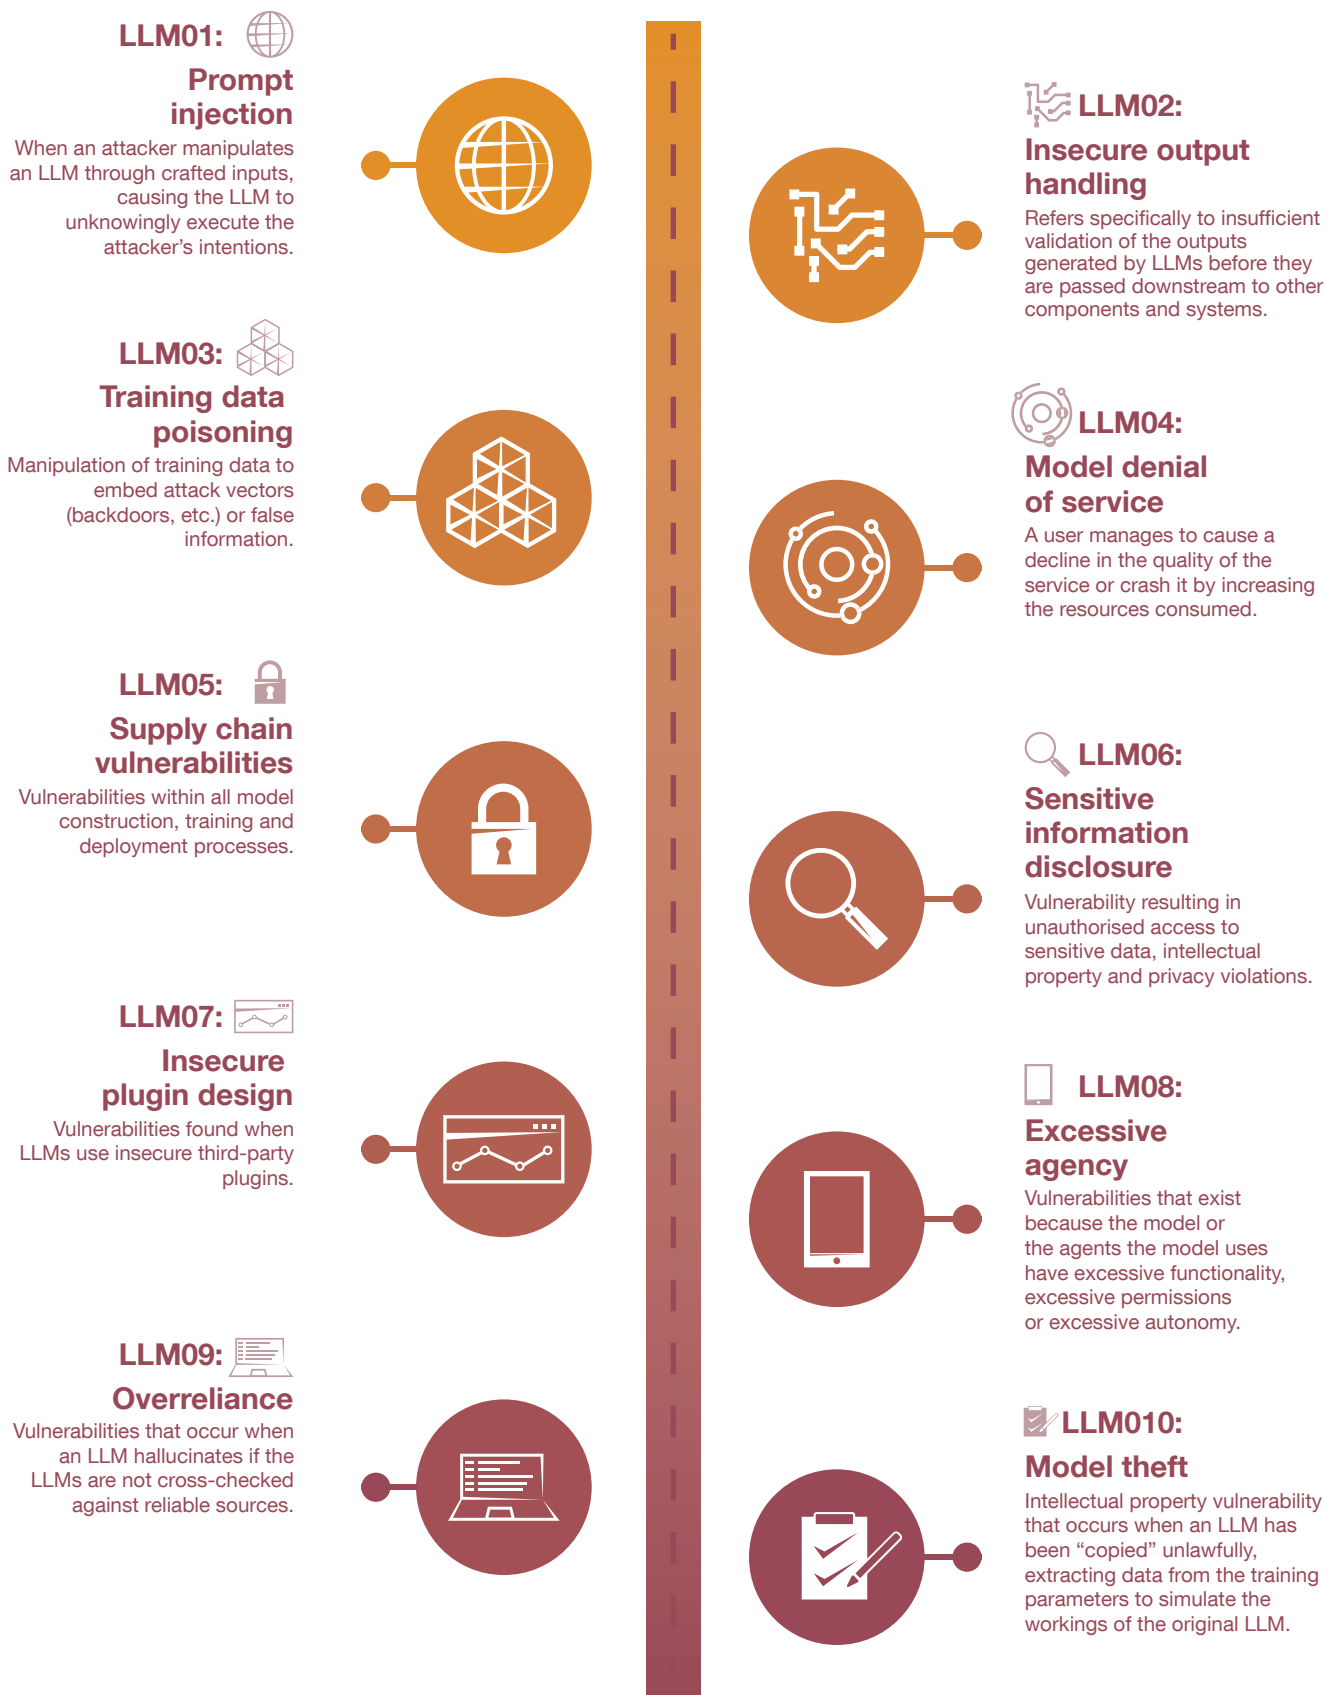 LLM01:
Prompt
injection
When an attacker manipulates
an LLM through crafted inputs,
causing the LLM to
unknowingly execute the
attacker’s intentions.
LLM02:
Insecure output
handling
Refers specifically to insufficient
validation of the outputs
generated by LLMs before they
are passed downstream to other
components and systems.
LLM03:
Training data
poisoning
Manipulation of training data to
embed attack vectors
(backdoors, etc.) or false
information.
LLM04:
Model denial
of service
A user manages to cause a
decline in the quality of the
service or crash it by increasing
the resources consumed.
LLM05:
Supply chain
vulnerabilities
Vulnerabilities within all model
construction, training and
deployment processes.
LLM06:
Sensitive
information
disclosure
Vulnerability resulting in
unauthorised access to
sensitive data, intellectual
property and privacy violations.
LLM07:
Insecure
plugin design
Vulnerabilities found when
LLMs use insecure third-party
plugins.
LLM08:
Excessive
agency
Vulnerabilities that exist
because the model or
the agents the model uses
have excessive functionality,
excessive permissions
or excessive autonomy.
LLM09:
Overreliance
Vulnerabilities that occur when
an LLM hallucinates if the
LLMs are not cross-checked
against reliable sources.
LLM010:
Model theft
Intellectual property vulnerability
that occurs when an LLM has
been “copied” unlawfully,
extracting data from the training
parameters to simulate the
workings of the original LLM.